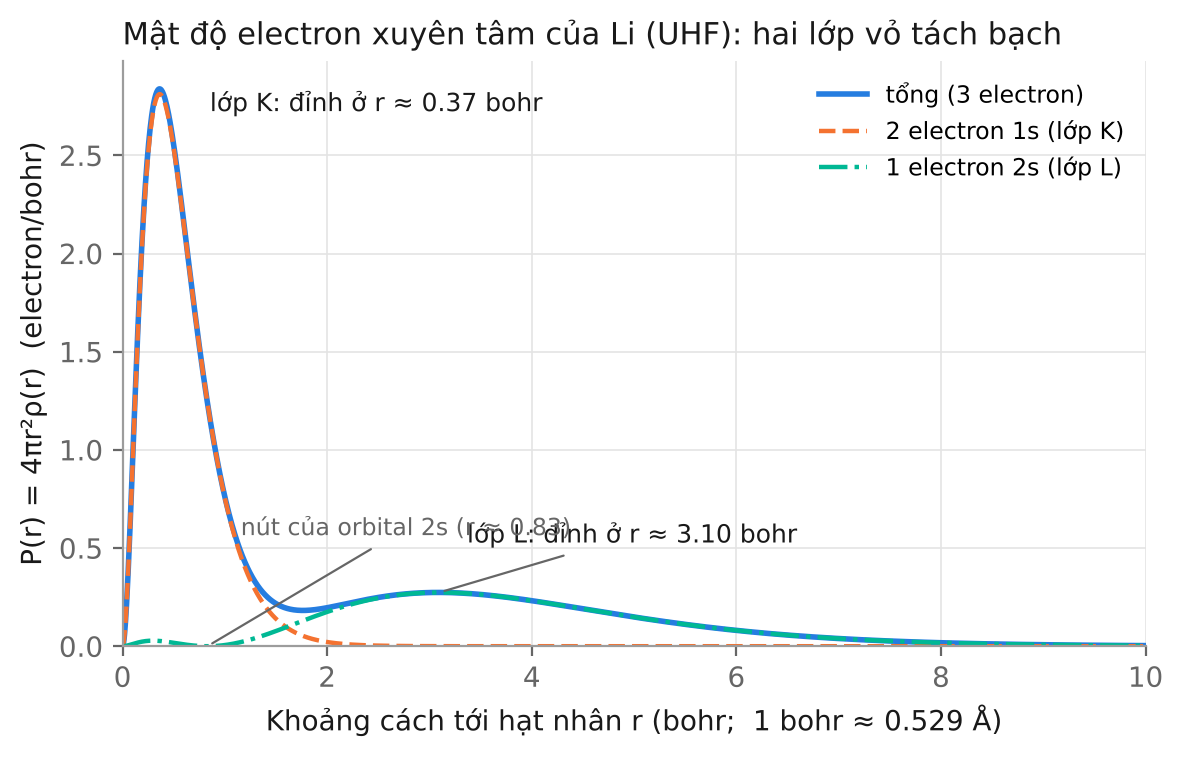 Mật độ electron xuyên tâm của Li (UHF): hai lớp vỏ tách bạch
lớp K: đỉnh ở r ≈ 0.37 bohr
tổng (3 electron)
2 electron 1s (lớp K)
1 electron 2s (lớp L)
nút của orbital 2s (r ≈ 0.83)
lớp L: đỉnh ở r ≈ 3.10 bohr
P(r) = 4πr²ρ(r) (electron/bohr)
2.5
2.0
1.5
1.0
0.5
0.0
0 2 4 6 8 10
Khoảng cách tới hạt nhân r (bohr; 1 bohr ≈ 0.529 Å)